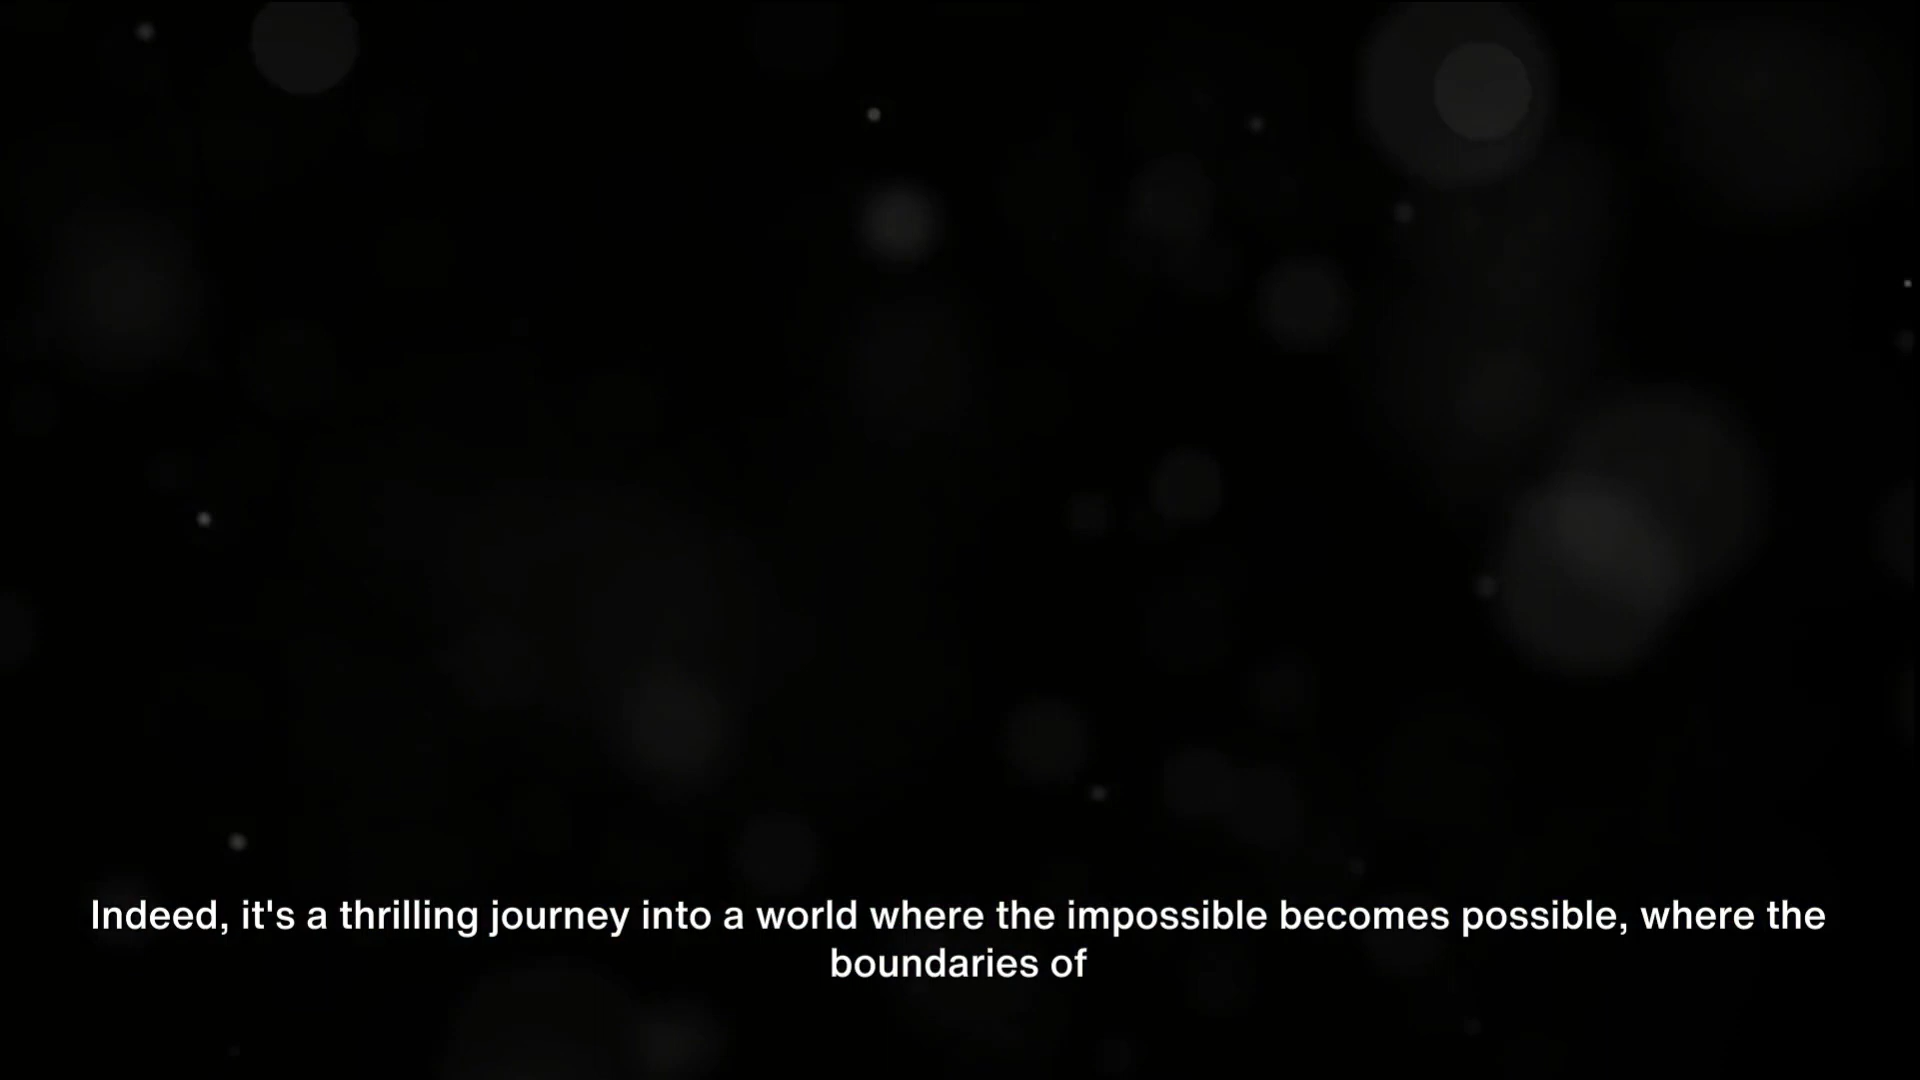 Indeed, it's a thrilling journey into a world where the impossible becomes possible, where the
boundaries of